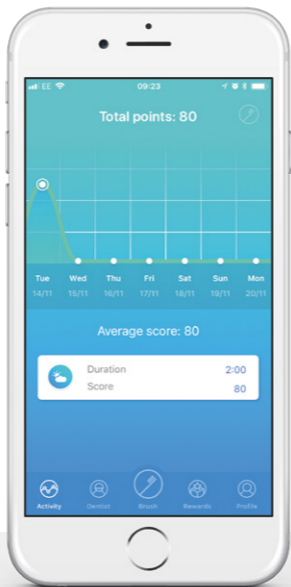 EE 09:23
Total points: 80
Tue Wed Thu Fri Sat Sun Mon
14/11 15/11 16/11 17/11 18/11 19/11 20/11
Average score: 80
Duration 2:00
Score 80
Activity Dentist Brush Rewards Profile